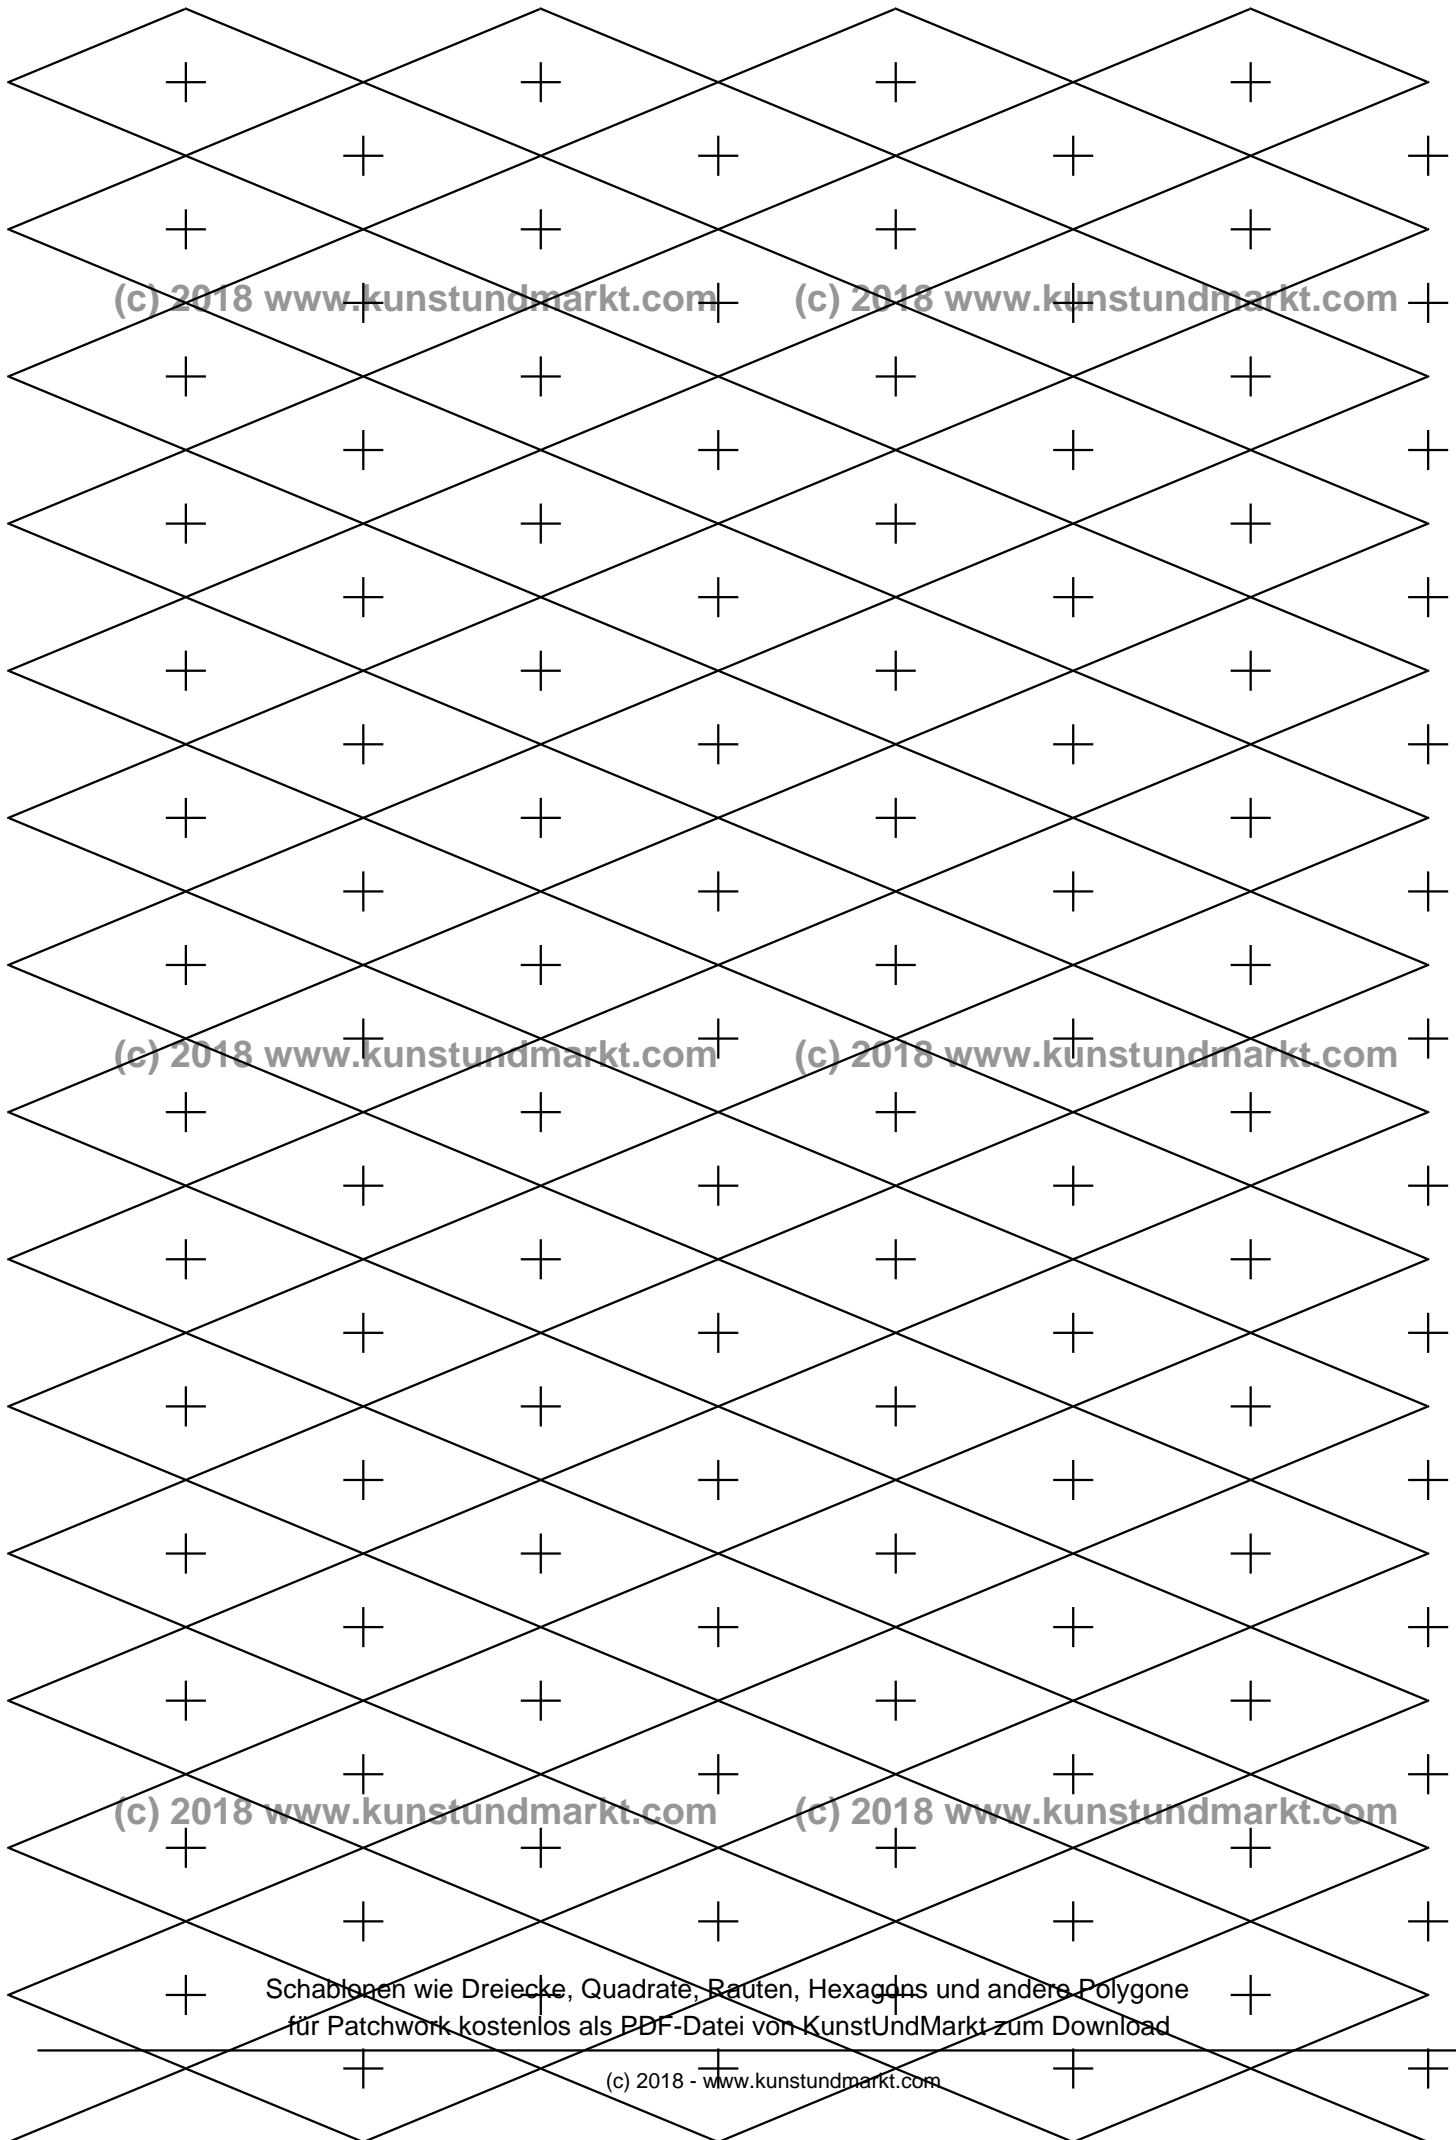 (c) 2018 www.kunstundmarkt.com (c) 2018 www.kunstundmarkt.com
(c) 2018 www.kunstundmarkt.com (c) 2018 www.kunstundmarkt.com
(c) 2018 www.kunstundmarkt.com (c) 2018 www.kunstundmarkt.com
Schablonen wie Dreiecke, Quadrate, Rauten, Hexagons und andere Polygone
für Patchwork kostenlos als PDF-Datei von KunstUndMarkt zum Download
(c) 2018 - www.kunstundmarkt.com